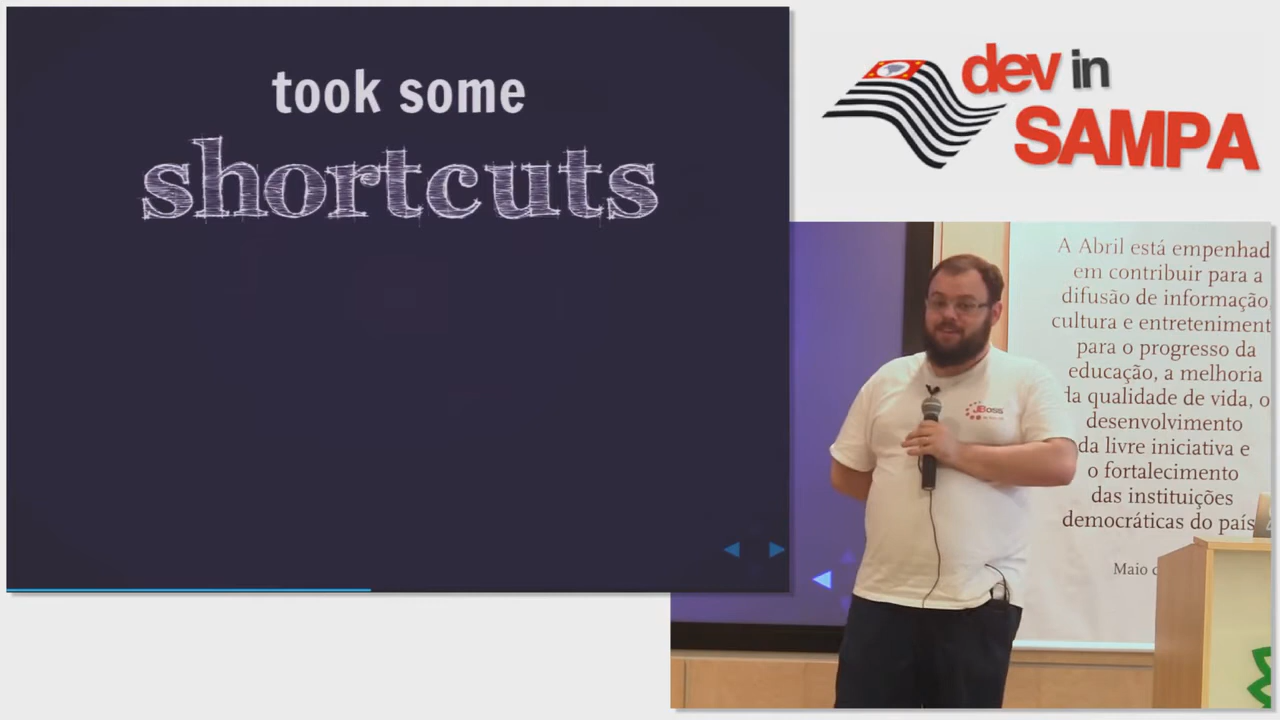 took some
shortcuts
dev in
SAMPA
A Abril está empenhad
em contribuir para a
difusão de informação
cultura e entreteniment
para o progresso da
educação, a melhoria
da qualidade de vida, o
desenvolvimento
da livre iniciativa e
o fortalecimento
das instituições
democráticas do país
Maio
JBoss